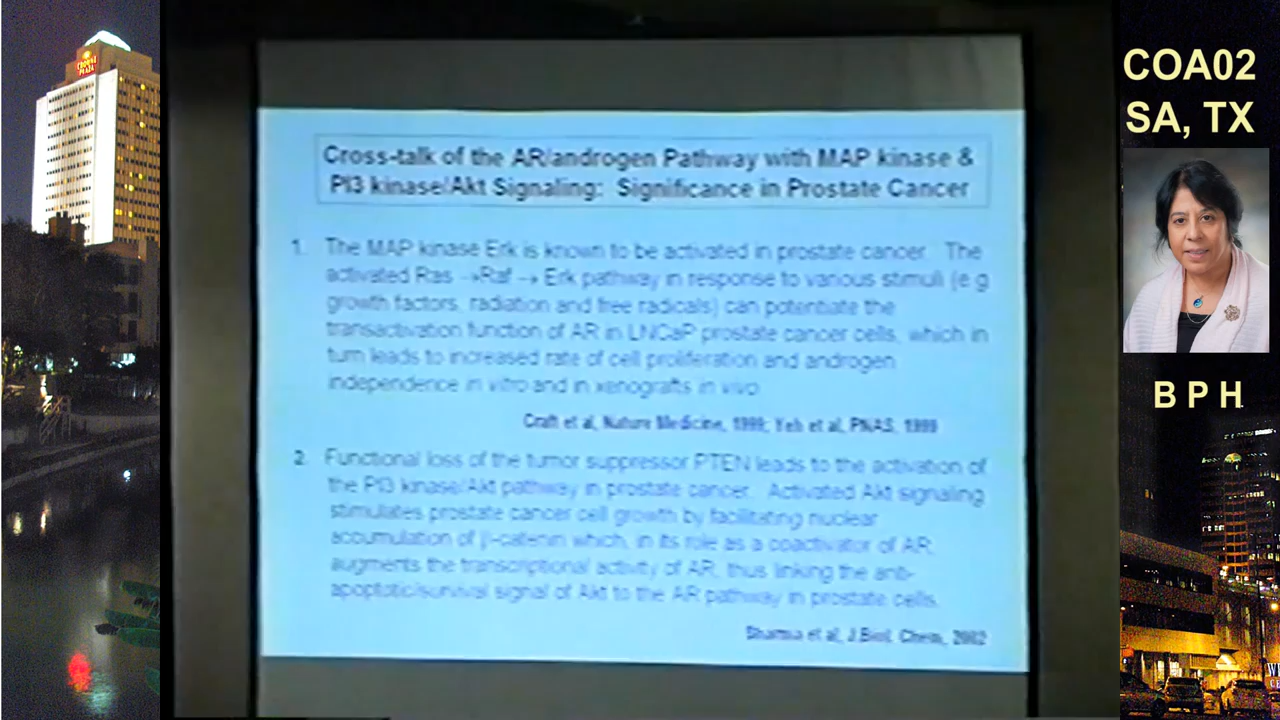 CROWNE PLAZA
COA02
SA, TX
B P H
Cross-talk of the AR/androgen Pathway with MAP kinase &
PI3 kinase/Akt Signaling: Significance in Prostate Cancer
1. The MAP kinase Erk is known to be activated in prostate cancer. The
activated Ras →Raf → Erk pathway in response to various stimuli (e.g
growth factors, radiation and free radicals) can potentiate the
transactivation function of AR in LNCaP prostate cancer cells, which in
turn leads to increased rate of cell proliferation and androgen
independence in vitro and in xenografts in vivo
Craft et al, Nature Medicine, 1999; Yeh et al, PNAS, 1999
2. Functional loss of the tumor suppressor PTEN leads to the activation of
the PI3 kinase/Akt pathway in prostate cancer. Activated Akt signaling
stimulates prostate cancer cell growth by facilitating nuclear
accumulation of β-catenin which, in its role as a coactivator of AR,
augments the transcriptional activity of AR, thus linking the anti-
apoptotic/survival signals of Akt to the AR pathway in prostate cells.
Sharma et al, J.Biol. Chem, 2002